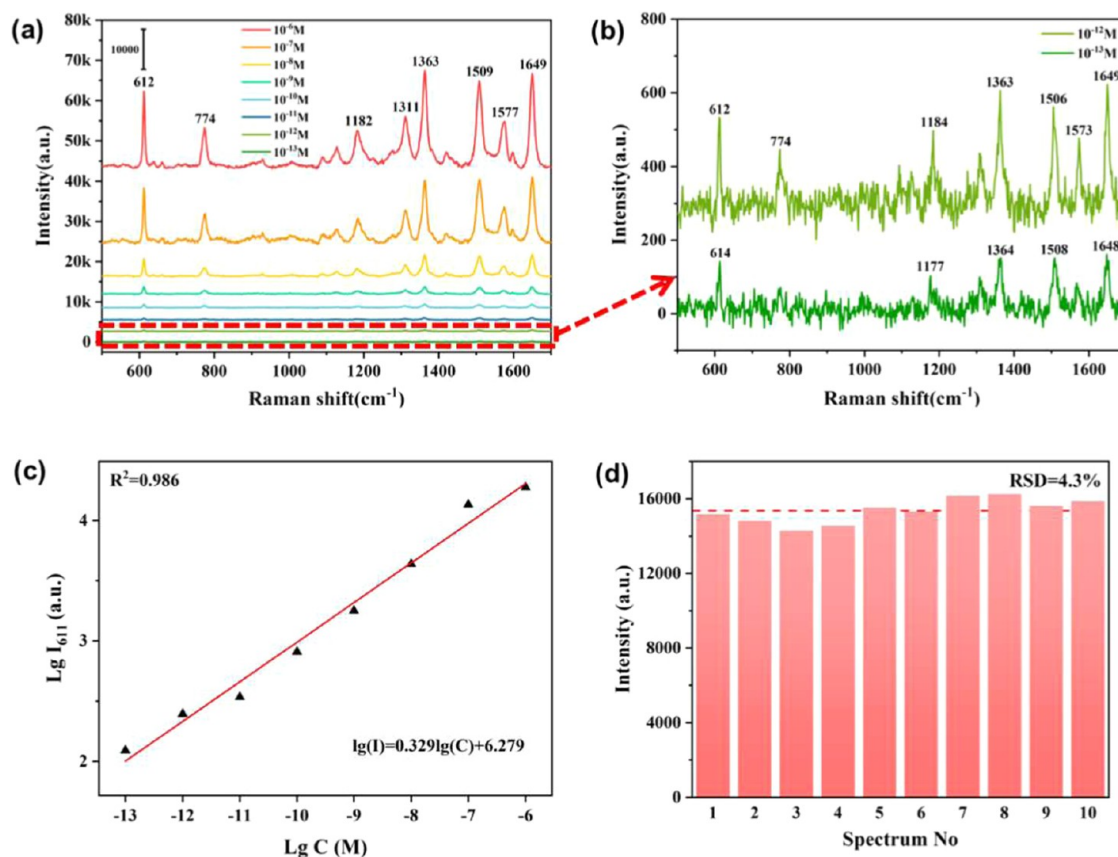 (a)
80k
70k
60k
50k
40k
30k
20k
10k
0
Intensity(a.u.)
10000
10⁻⁶M
10⁻⁷M
10⁻⁸M
10⁻⁹M
10⁻¹⁰M
10⁻¹¹M
10⁻¹²M
10⁻¹³M
612
774
1182
1311
1363
1509
1577
1649
600 800 1000 1200 1400 1600
Raman shift(cm⁻¹)
(b)
800
600
400
200
0
Intensity(a.u.)
10⁻¹²M
10⁻¹³M
612
774
1184
1363
1506
1573
1649
614
1177
1364
1508
1648
600 800 1000 1200 1400 1600
Raman shift(cm⁻¹)
(c)
R²=0.986
4
3
2
Lg I₆₁₁ (a.u.)
lg(I)=0.329lg(C)+6.279
-13 -12 -11 -10 -9 -8 -7 -6
Lg C (M)
(d)
RSD=4.3%
16000
12000
8000
4000
0
Intensity (a.u.)
1 2 3 4 5 6 7 8 9 10
Spectrum No